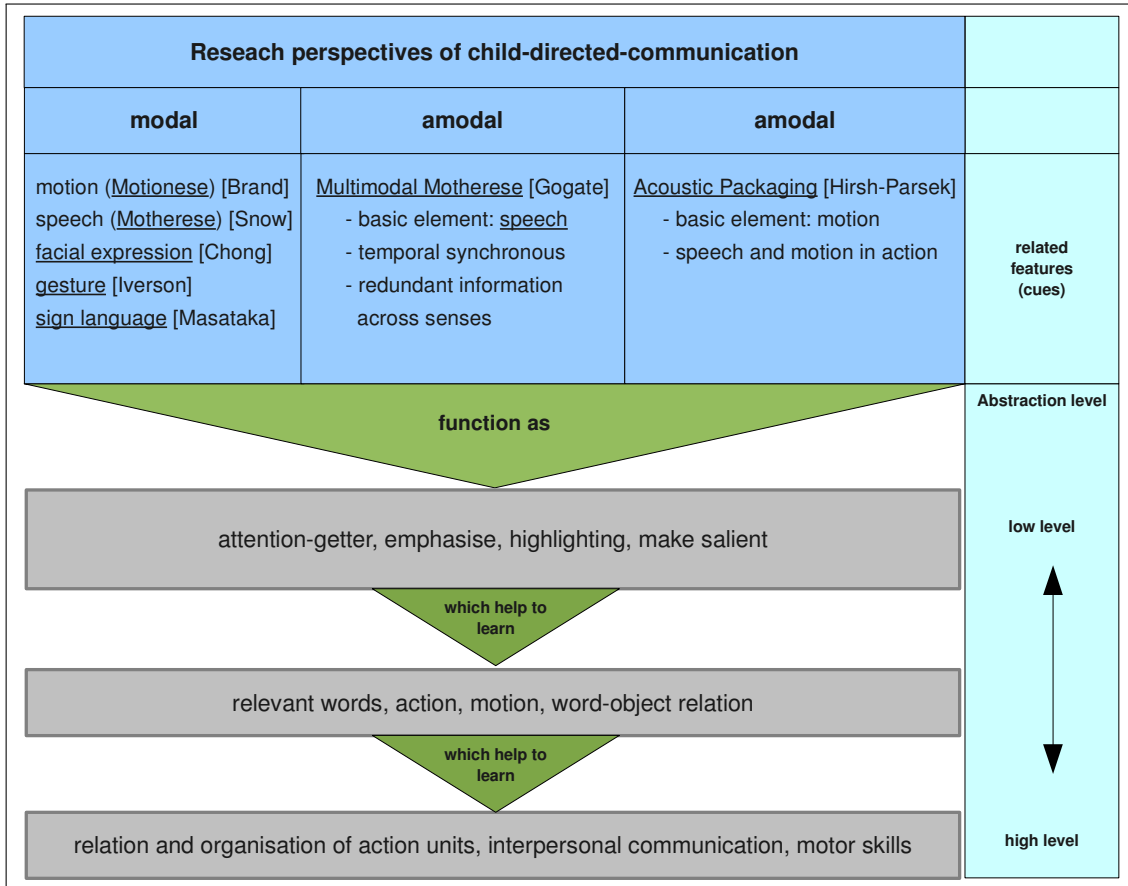 Reseach perspectives of child-directed-communication
modal
amodal
amodal
motion (Motionese) [Brand]
speech (Motherese) [Snow]
facial expression [Chong]
gesture [Iverson]
sign language [Masataka]
Multimodal Motherese [Gogate]
- basic element: speech
- temporal synchronous
- redundant information
across senses
Acoustic Packaging [Hirsh-Parsek]
- basic element: motion
- speech and motion in action
related
features
(cues)
function as
Abstraction level
attention-getter, emphasise, highlighting, make salient
low level
which help to
learn
relevant words, action, motion, word-object relation
which help to
learn
relation and organisation of action units, interpersonal communication, motor skills
high level